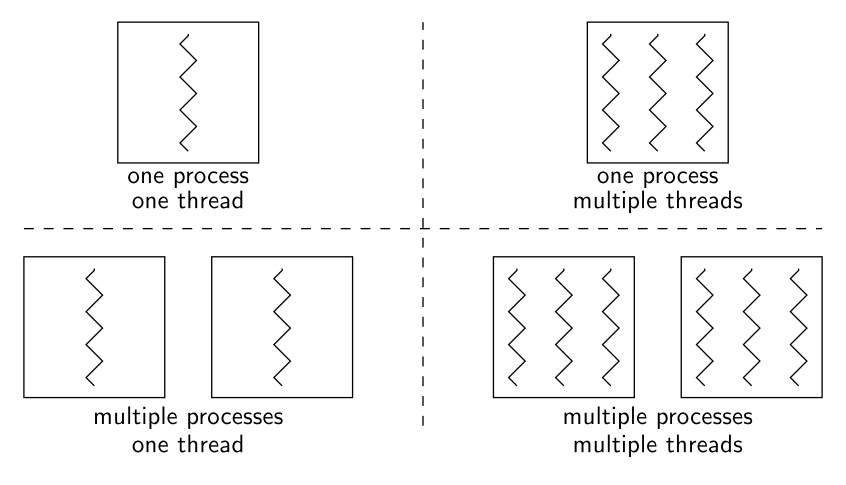 one process
one thread
one process
multiple threads
multiple processes
one thread
multiple processes
multiple threads